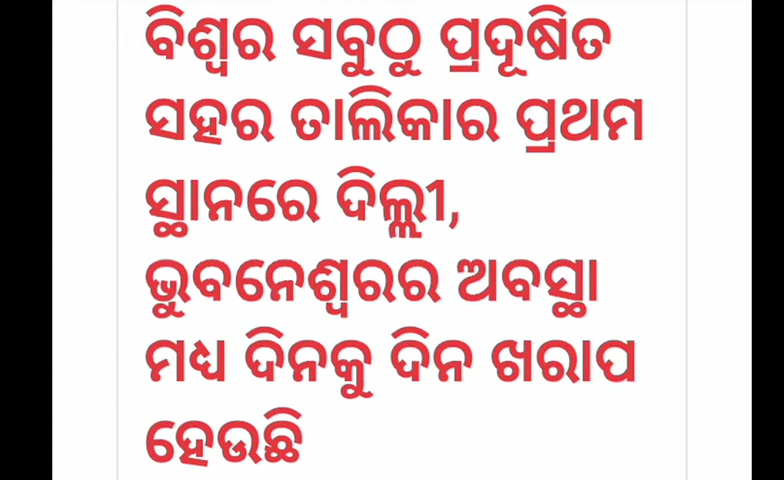 ବିଶ୍ୱର ସବୁଠୁ ପ୍ରଦୂଷିତ
ସହର ତାଲିକାର ପ୍ରଥମ
ସ୍ଥାନରେ ଦିଲ୍ଲୀ,
ଭୁବନେଶ୍ୱରର ଅବସ୍ଥା
ମଧ୍ୟ ଦିନକୁ ଦିନ ଖରାପ
ହେଉଛି